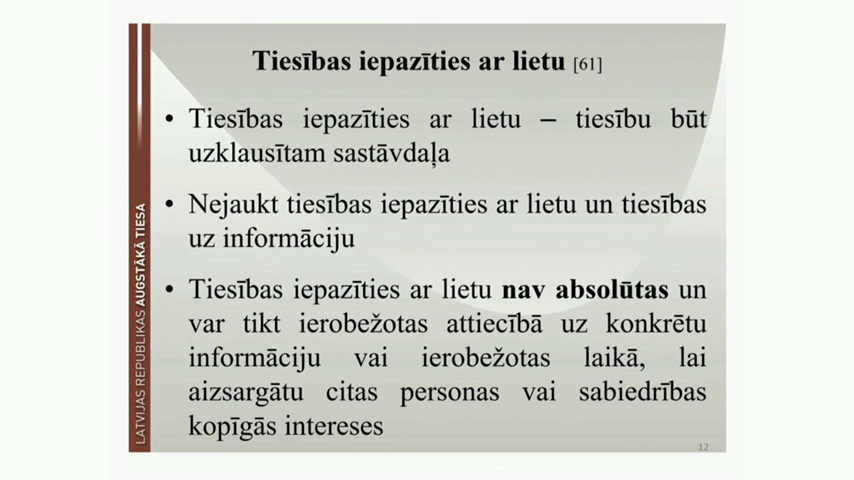 Tiesības iepazīties ar lietu [61]
• Tiesības iepazīties ar lietu – tiesību būt
uzklausītam sastāvdaļa
• Nejaukt tiesības iepazīties ar lietu un tiesības
uz informāciju
• Tiesības iepazīties ar lietu nav absolūtas un
var tikt ierobežotas attiecībā uz konkrētu
informāciju vai ierobežotas laikā, lai
aizsargātu citas personas vai sabiedrības
kopīgās intereses
LATVIJAS REPUBLIKAS AUGSTĀKĀ TIESA
12